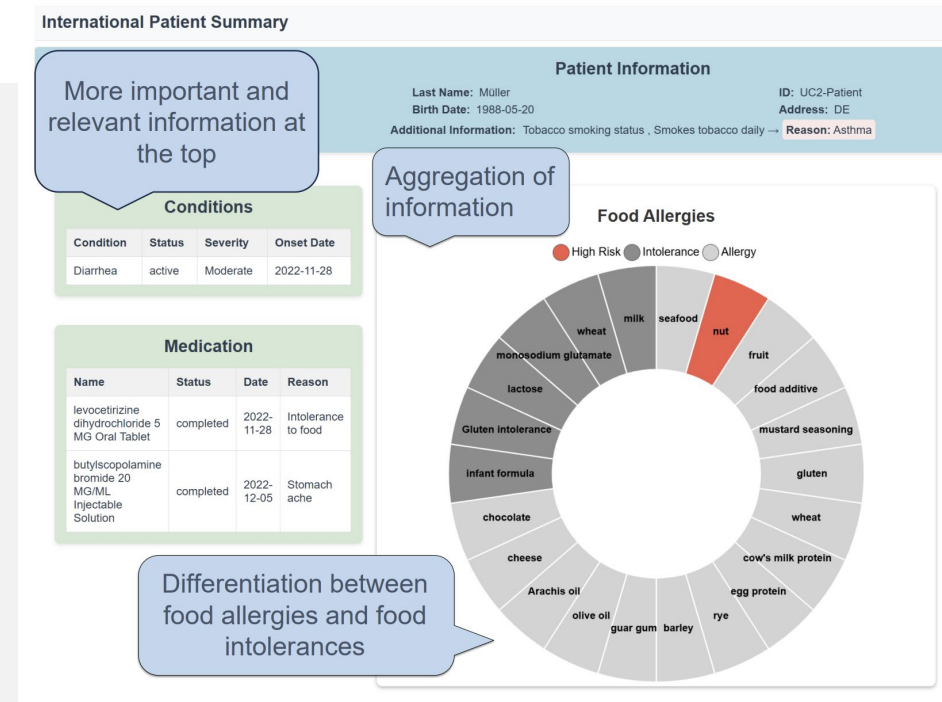 International Patient Summary
More important and
relevant information at
the top
Patient Information
Last Name: Müller
ID: UC2-Patient
Birth Date: 1988-05-20
Address: DE
Additional Information: Tobacco smoking status , Smokes tobacco daily → Reason: Asthma
Aggregation of
information
Conditions
Condition Status Severity Onset Date
Diarrhea active Moderate 2022-11-28
Medication
Name Status Date Reason
levocetirizine
dihydrochloride 5
MG Oral Tablet
completed
2022-
11-28
Intolerance
to food
butylscopolamine
bromide 20
MG/ML
Injectable
Solution
completed
2022-
12-05
Stomach
ache
Food Allergies
High Risk Intolerance Allergy
seafood
nut
fruit
food additive
mustard seasoning
gluten
wheat
cow's milk protein
egg protein
rye
barley
guar gum
olive oil
Arachis oil
cheese
chocolate
infant formula
Gluten intolerance
lactose
monosodium glutamate
wheat
milk
Differentiation between
food allergies and food
intolerances